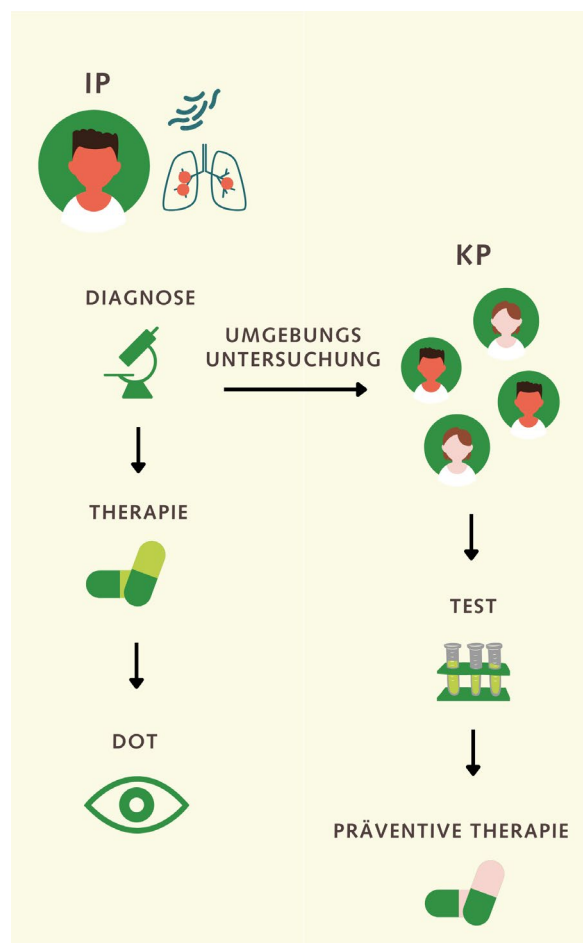 IP
DIAGNOSE
THERAPIE
DOT
UMGEBUNGS
UNTERSUCHUNG
KP
TEST
PRÄVENTIVE THERAPIE